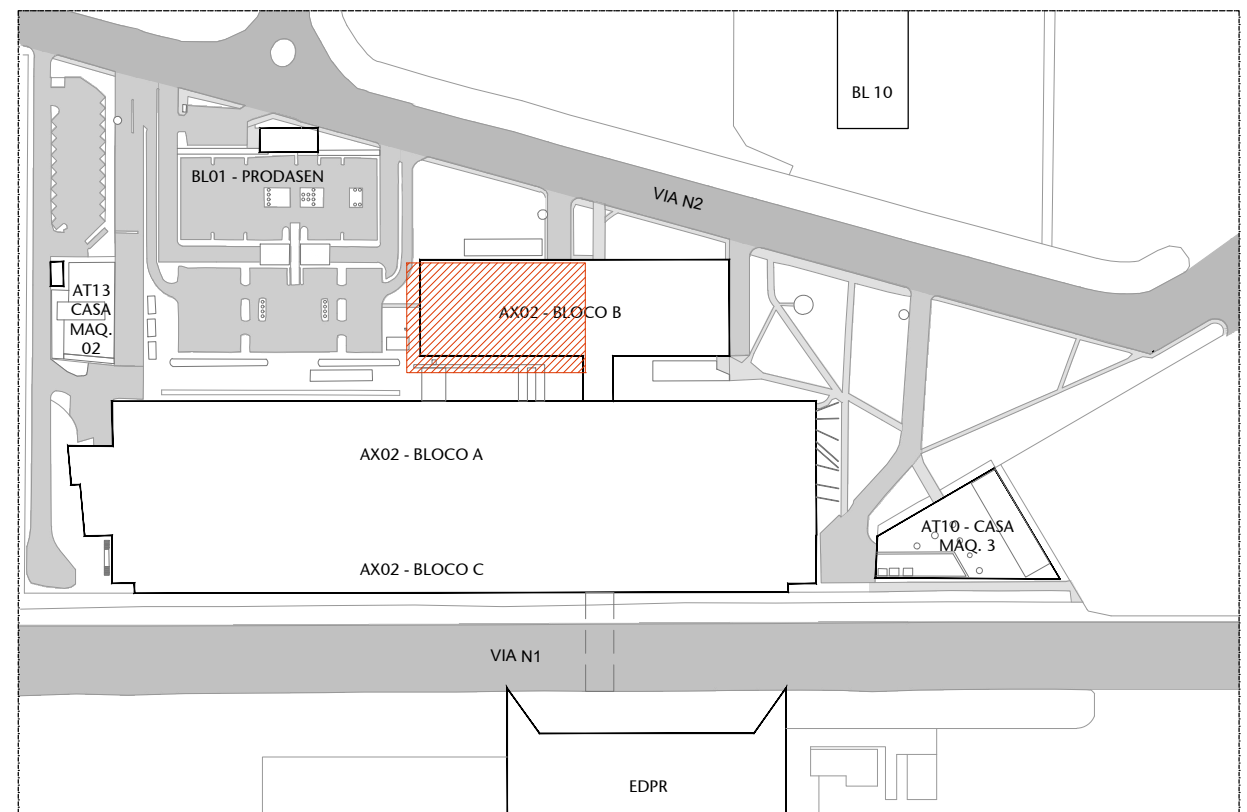 BL 10
BL01 - PRODASEN
VIA N2
AT13
CASA
MAQ.
02
AX02 - BLOCO B
AX02 - BLOCO A
AT10 - CASA
MAQ. 3
AX02 - BLOCO C
VIA N1
EDPR